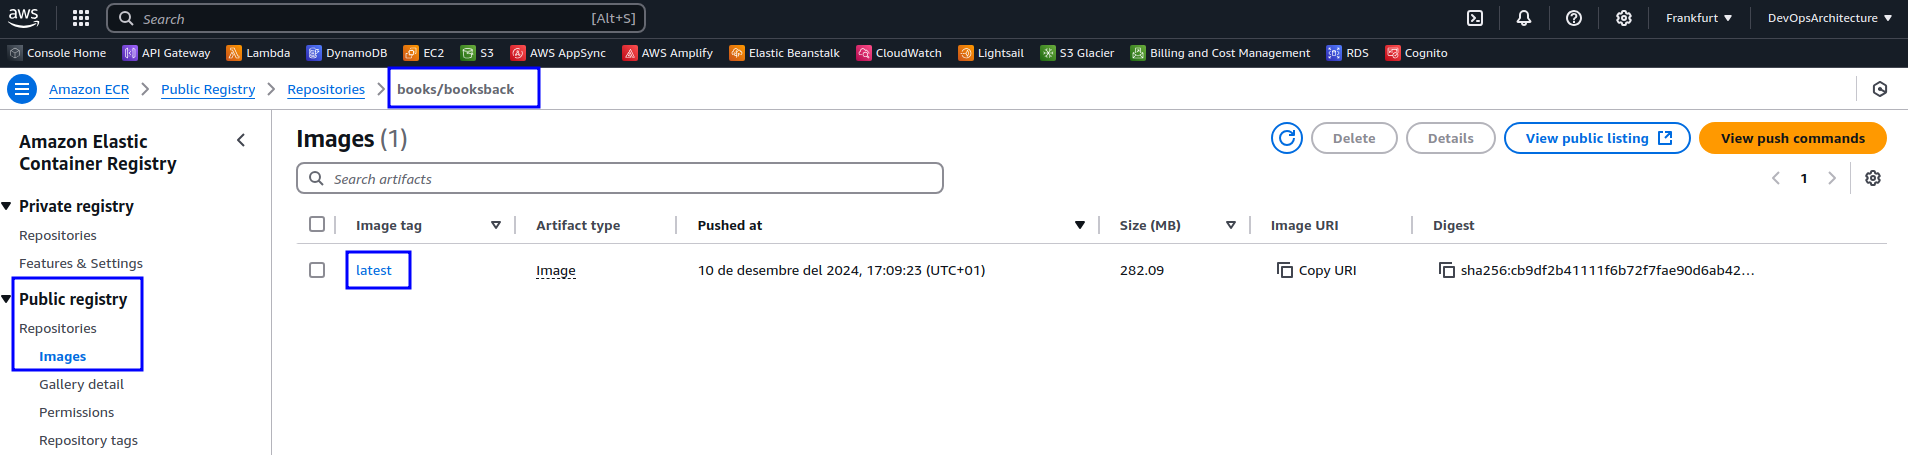 aws Search [Alt+S] Frankfurt DevOpsArchitecture
Console Home API Gateway Lambda DynamoDB EC2 S3 AWS AppSync AWS Amplify Elastic Beanstalk CloudWatch Lightsail S3 Glacier Billing and Cost Management RDS Cognito
Amazon ECR Public Registry Repositories books/booksback
Amazon Elastic
Container Registry
Private registry
Repositories
Features & Settings
Public registry
Repositories
Images
Gallery detail
Permissions
Repository tags
Images (1) Delete Details View public listing View push commands
Search artifacts 1
Image tag Artifact type Pushed at Size (MB) Image URI Digest
latest Image 10 de desembre del 2024, 17:09:23 (UTC+01) 282.09 Copy URI sha256:cb9df2b41111f6b72f7fae90d6ab42...